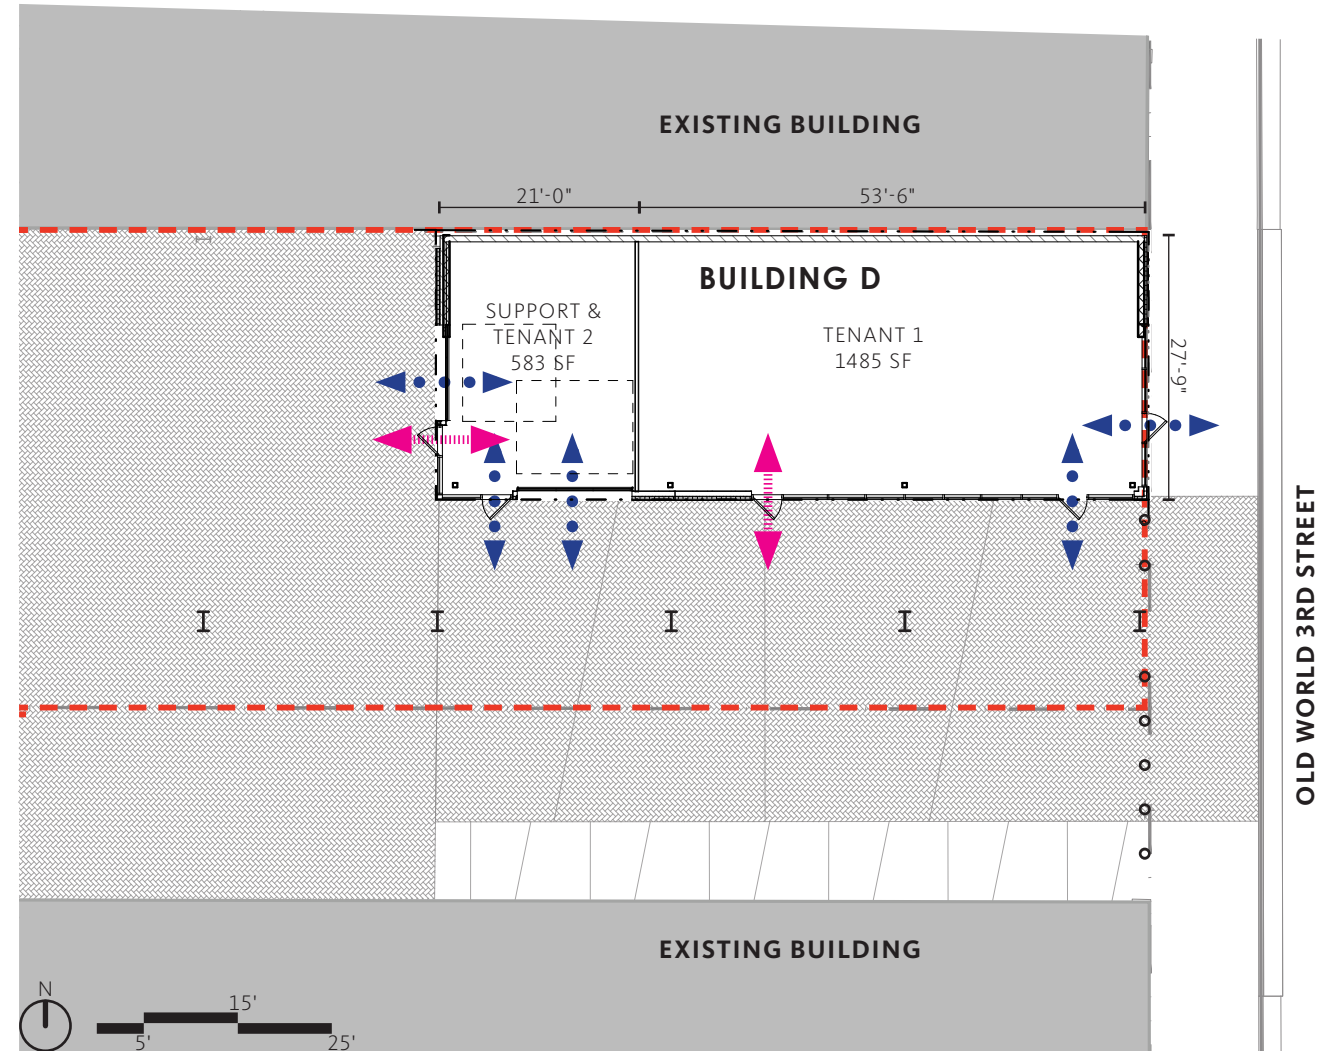 EXISTING BUILDING
21'-0"
53'-6"
BUILDING D
SUPPORT &
TENANT 2
583 SF
TENANT 1
1485 SF
27'-9"
OLD WORLD 3RD STREET
EXISTING BUILDING
N
15'
5'
25'